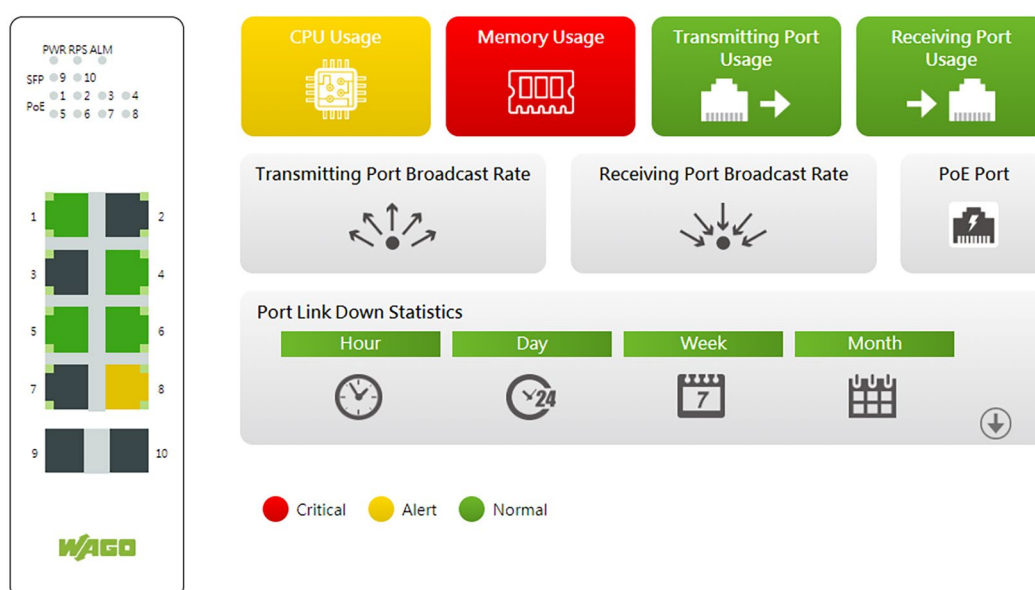 PWR RPS ALM
SFP 9 10
1 2 3 4
PoE
5 6 7 8
1 2
3 4
5 6
7 8
9 10
WAGO
CPU Usage
Memory Usage
Transmitting Port
Usage
Receiving Port
Usage
Transmitting Port Broadcast Rate
Receiving Port Broadcast Rate
PoE Port
Port Link Down Statistics
Hour Day Week Month
24
7
Critical Alert Normal